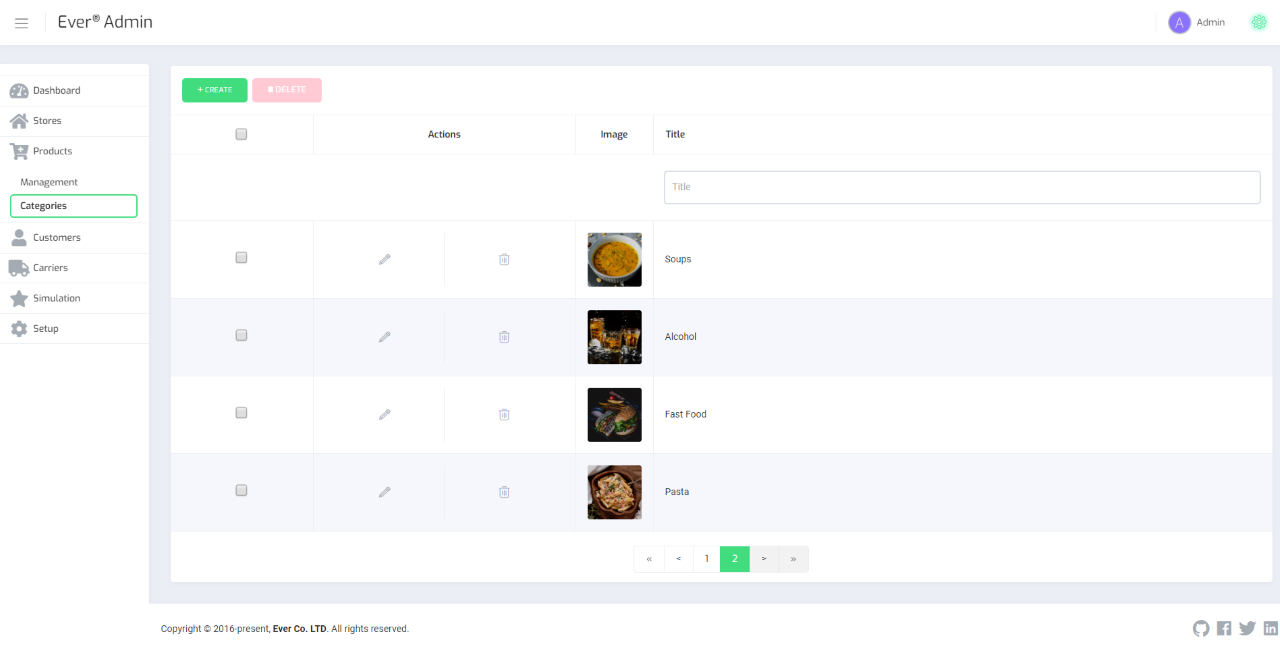 Ever® Admin
A Admin
Dashboard
Stores
Products
Management
Categories
Customers
Carriers
Simulation
Setup
+ CREATE DELETE
Actions Image Title
Title
Soups
Alcohol
Fast Food
Pasta
« < 1 2 > »
Copyright © 2016-present, Ever Co. LTD. All rights reserved.